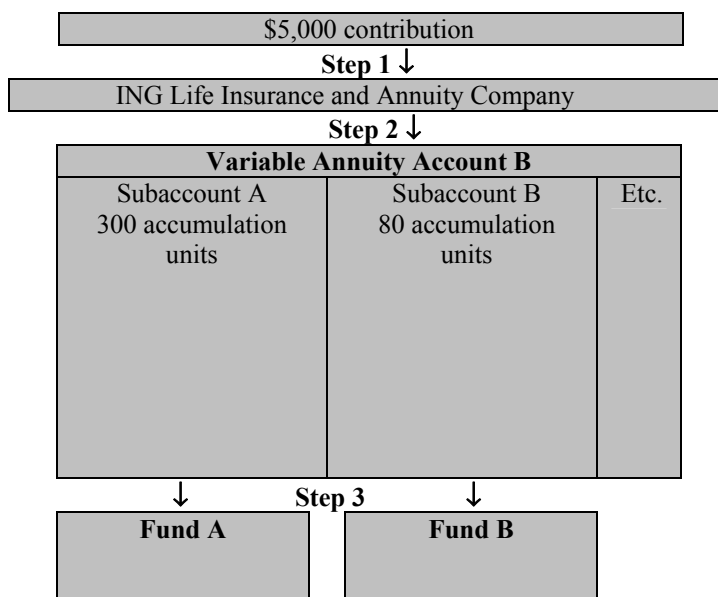 $5,000 contribution
Step 1 ↓
ING Life Insurance and Annuity Company
Step 2 ↓
Variable Annuity Account B
Subaccount A
300 accumulation
units
Subaccount B
80 accumulation
units
Etc.
↓ Step 3 ↓
Fund A
Fund B